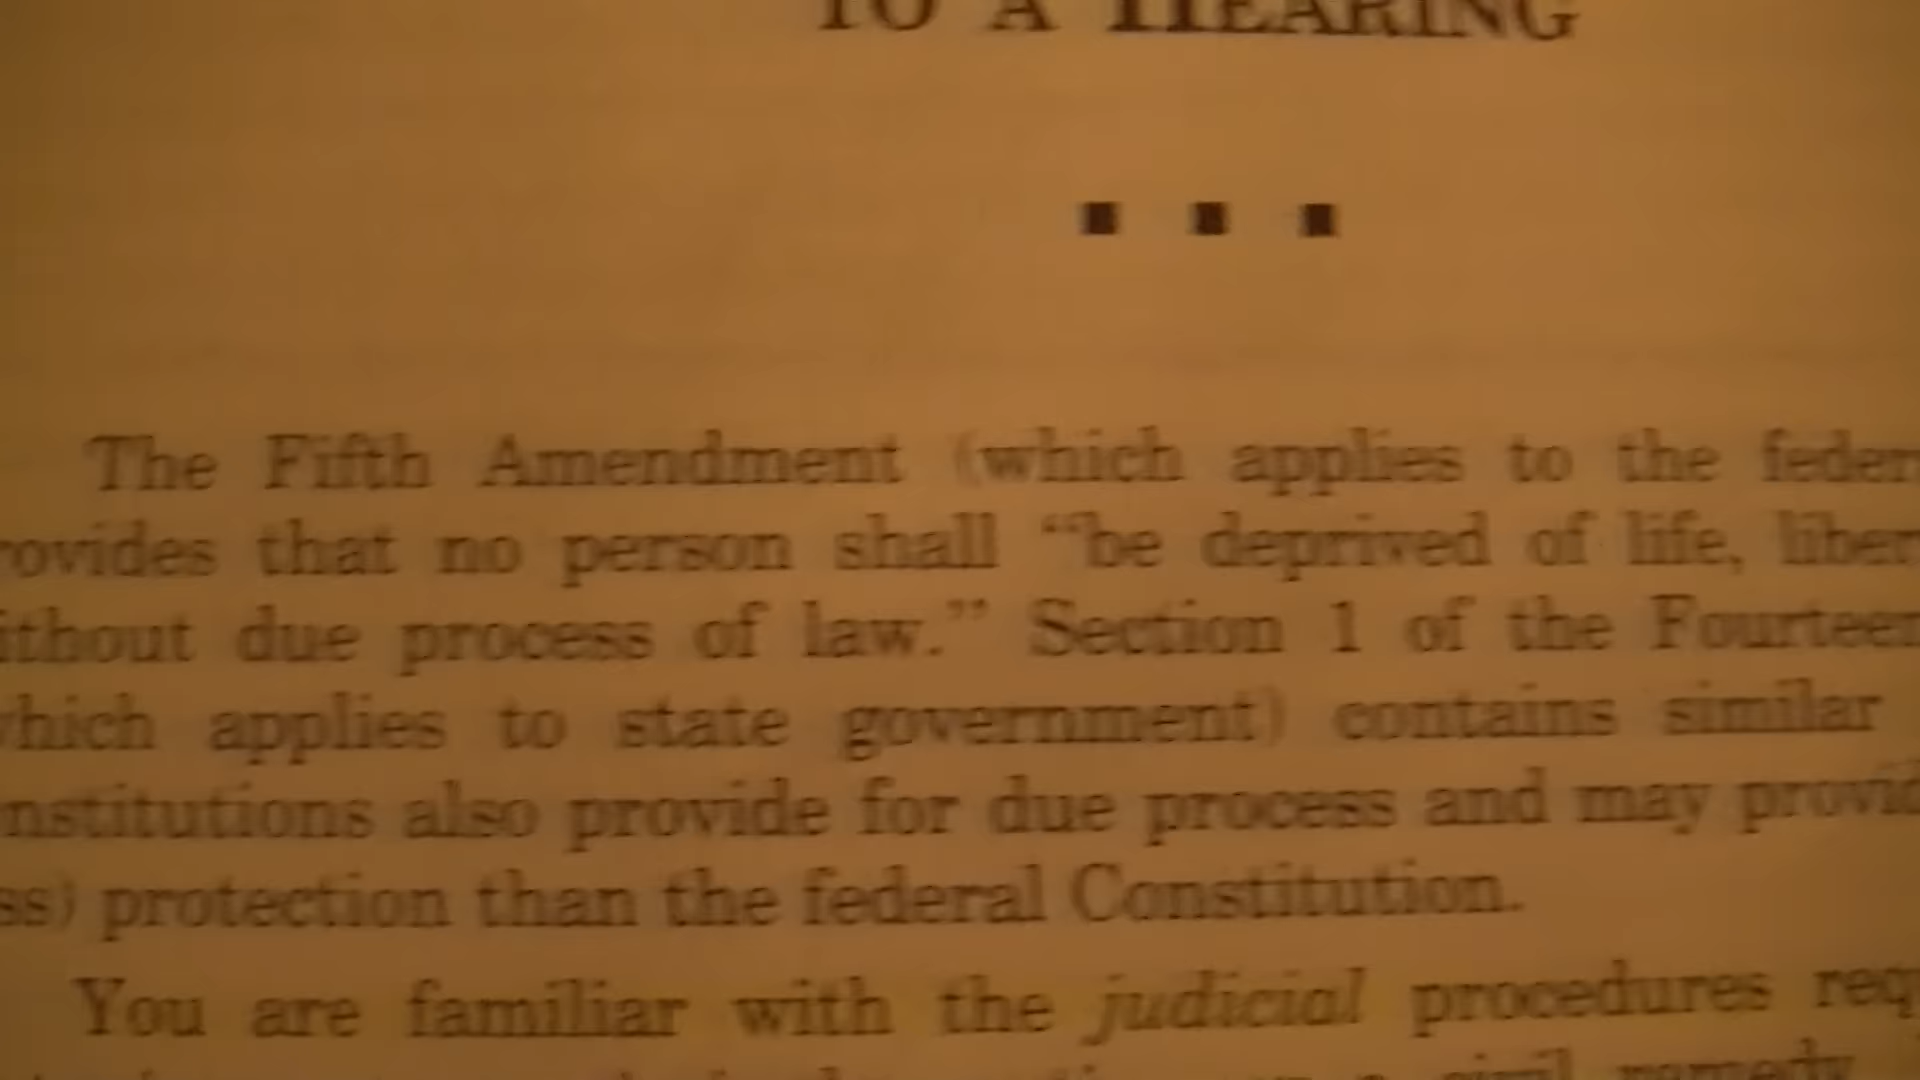 TO A HEARING
The Fifth Amendment (which applies to the feder
rovides that no person shall “be deprived of life, liber
ithout due process of law.” Section 1 of the Fourteen
which applies to state government) contains similar
nstitutions also provide for due process and may provid
ss) protection than the federal Constitution.
You are familiar with the judicial procedures req
a civil remedy